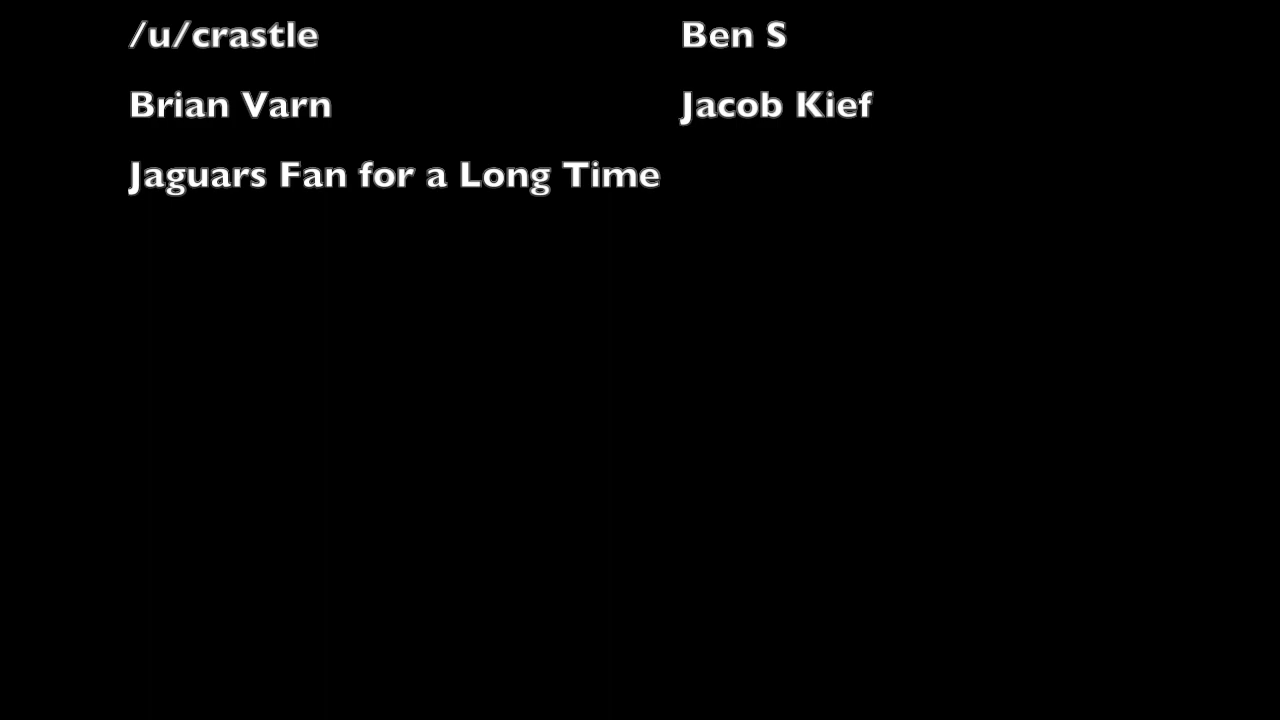 /u/crastle
Ben S
Brian Varn
Jacob Kief
Jaguars Fan for a Long Time